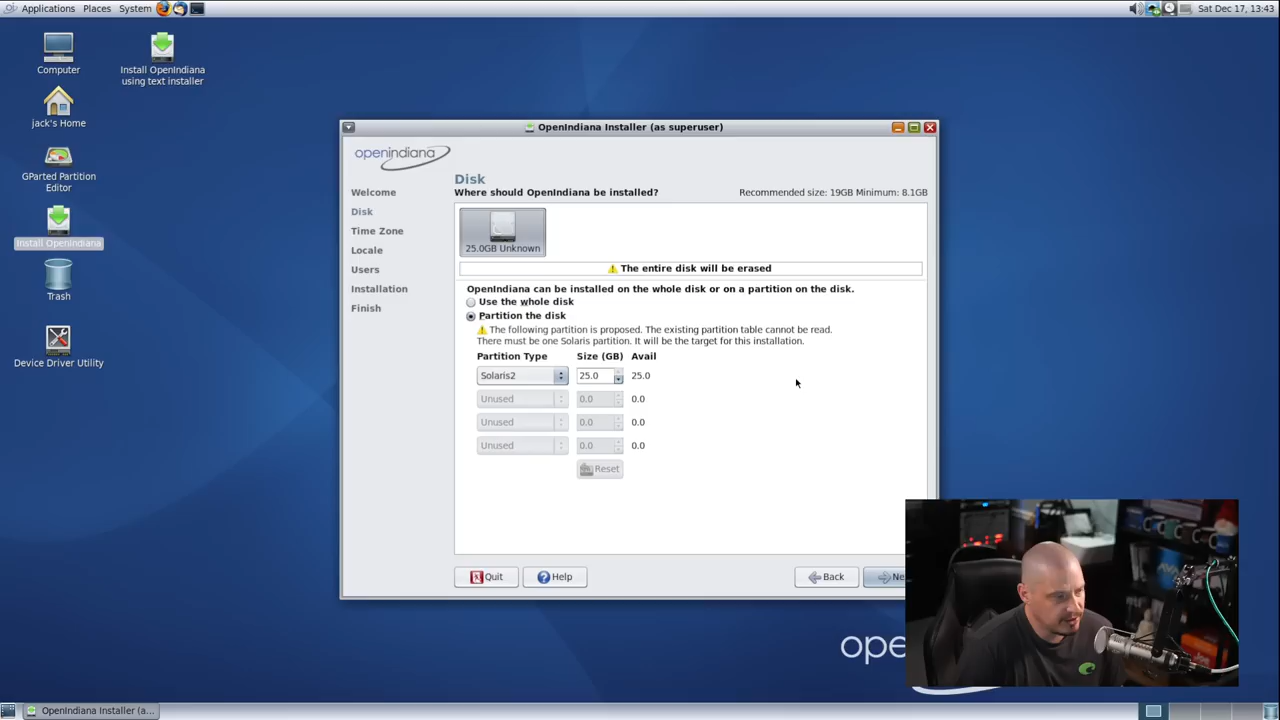 Applications Places System
Sat Dec 17, 13:43
Computer
Install OpenIndiana
using text installer
jack's Home
GParted Partition
Editor
Install OpenIndiana
Trash
Device Driver Utility
OpenIndiana Installer (as superuser)
openindiana
Welcome
Disk
Time Zone
Locale
Users
Installation
Finish
Disk
Where should OpenIndiana be installed?
Recommended size: 19GB Minimum: 8.1GB
25.0GB Unknown
The entire disk will be erased
OpenIndiana can be installed on the whole disk or on a partition on the disk.
Use the whole disk
Partition the disk
The following partition is proposed. The existing partition table cannot be read.
There must be one Solaris partition. It will be the target for this installation.
Partition Type Size (GB) Avail
Solaris2 25.0 25.0
Unused 0.0 0.0
Unused 0.0 0.0
Unused 0.0 0.0
Reset
Quit
Help
Back
Ne
OpenIndiana Installer (a...